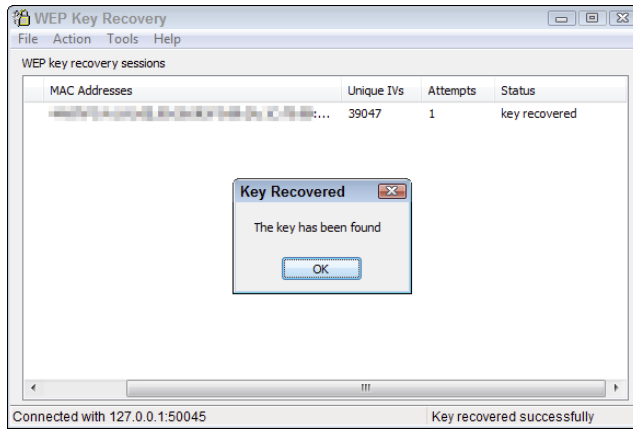 WEP Key Recovery
File Action Tools Help
WEP key recovery sessions
MAC Addresses Unique IVs Attempts Status
:... 39047 1 key recovered
Key Recovered
The key has been found
OK
Connected with 127.0.0.1:50045 Key recovered successfully